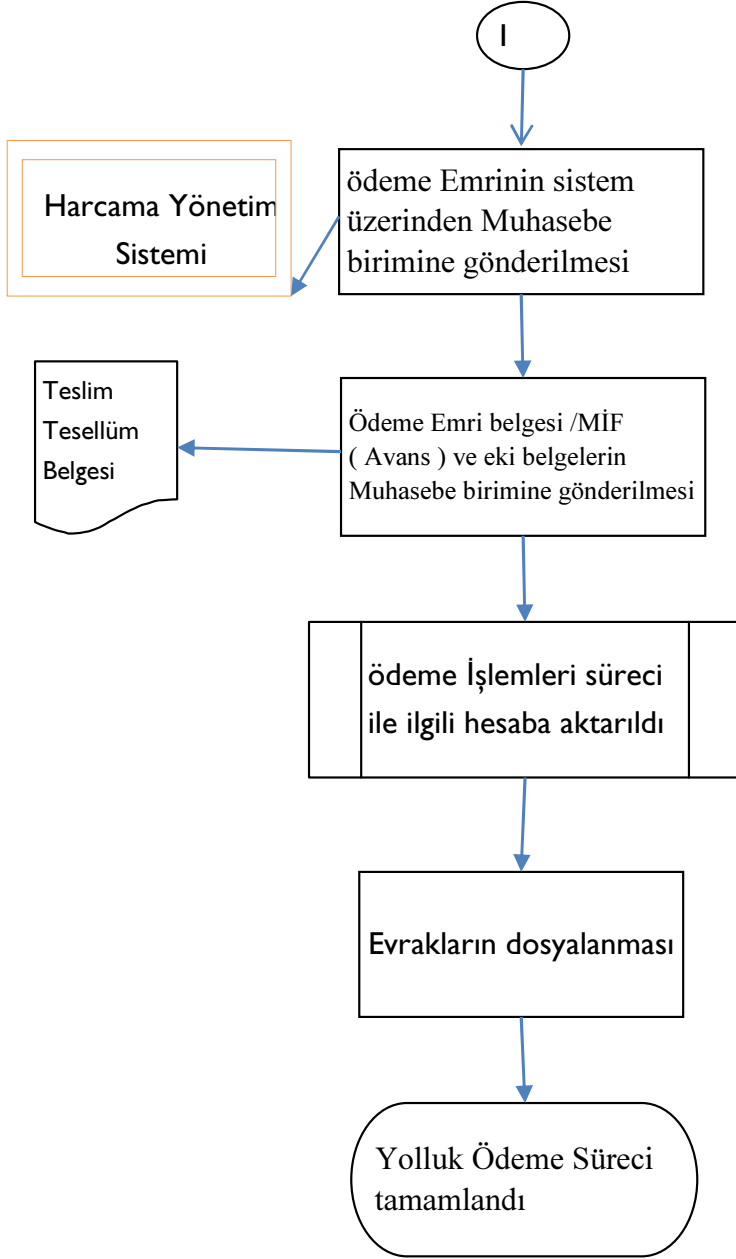 I
ödeme Emrinin sistem
üzerinden Muhasebe
birimine gönderilmesi
Harcama Yönetim
Sistemi
Ödeme Emri belgesi /MİF
( Avans ) ve eki belgelerin
Muhasebe birimine gönderilmesi
Teslim
Tesellüm
Belgesi
ödeme İşlemleri süreci
ile ilgili hesaba aktarıldı
Evrakların dosyalanması
Yolluk Ödeme Süreci
tamamlandı